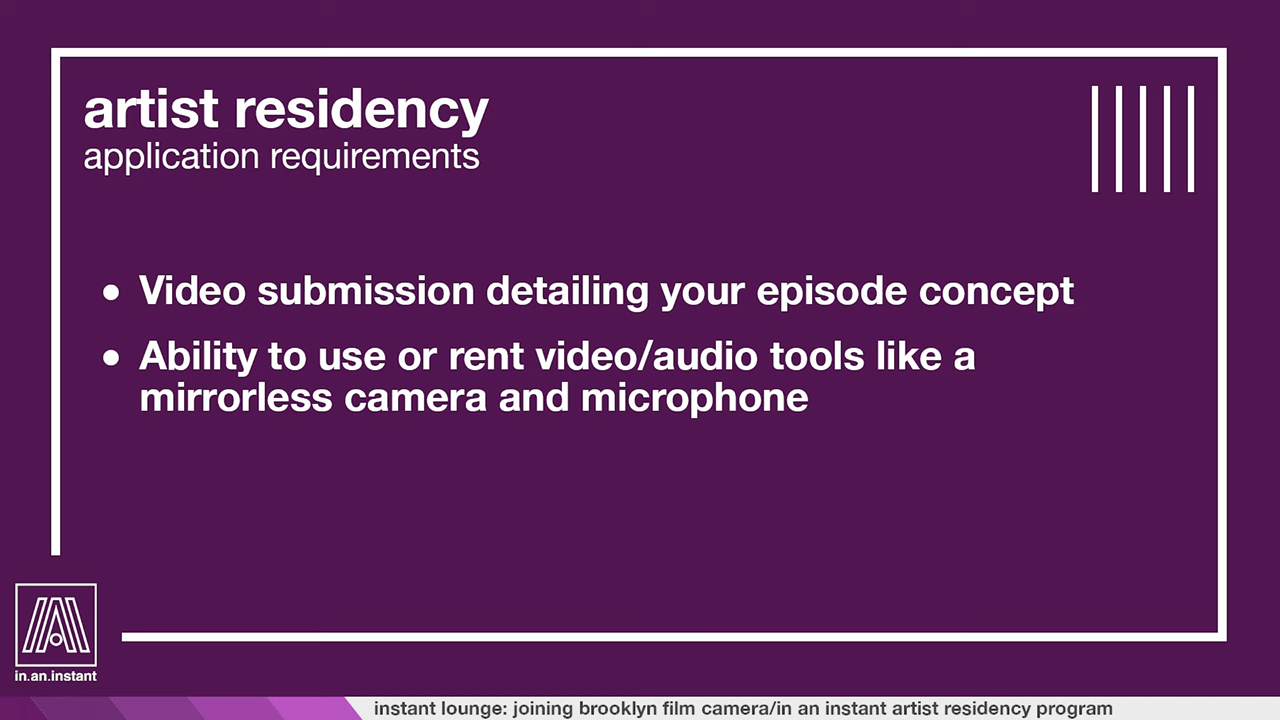 artist residency
application requirements
• Video submission detailing your episode concept
• Ability to use or rent video/audio tools like a
mirrorless camera and microphone
in.an.instant
instant lounge: joining brooklyn film camera/in an instant artist residency program